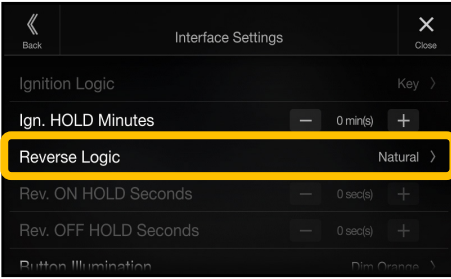 Interface Settings
Back
Close
Ignition Logic Key
Ign. HOLD Minutes — 0 min(s) +
Reverse Logic Natural
Rev. ON HOLD Seconds — 0 sec(s) +
Rev. OFF HOLD Seconds — 0 sec(s) +
Button Illumination Dim Orange